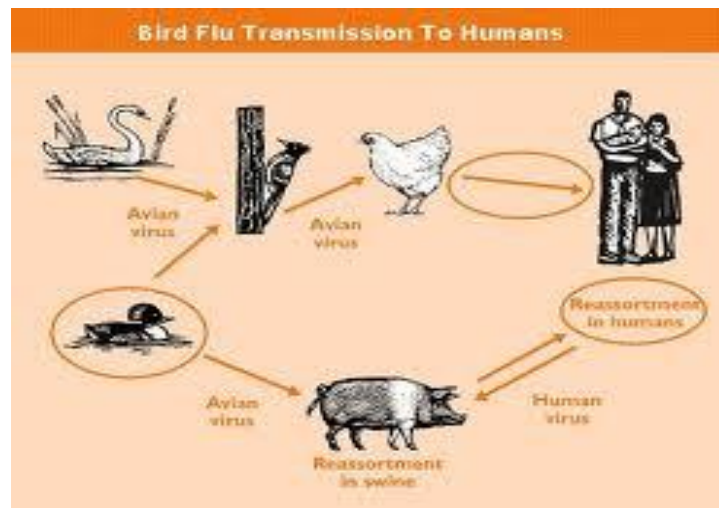 Bird Flu Transmission To Humans
Avian
virus
Avian
virus
Reassortment
in humans
Avian
virus
Human
virus
Reassortment
in swine